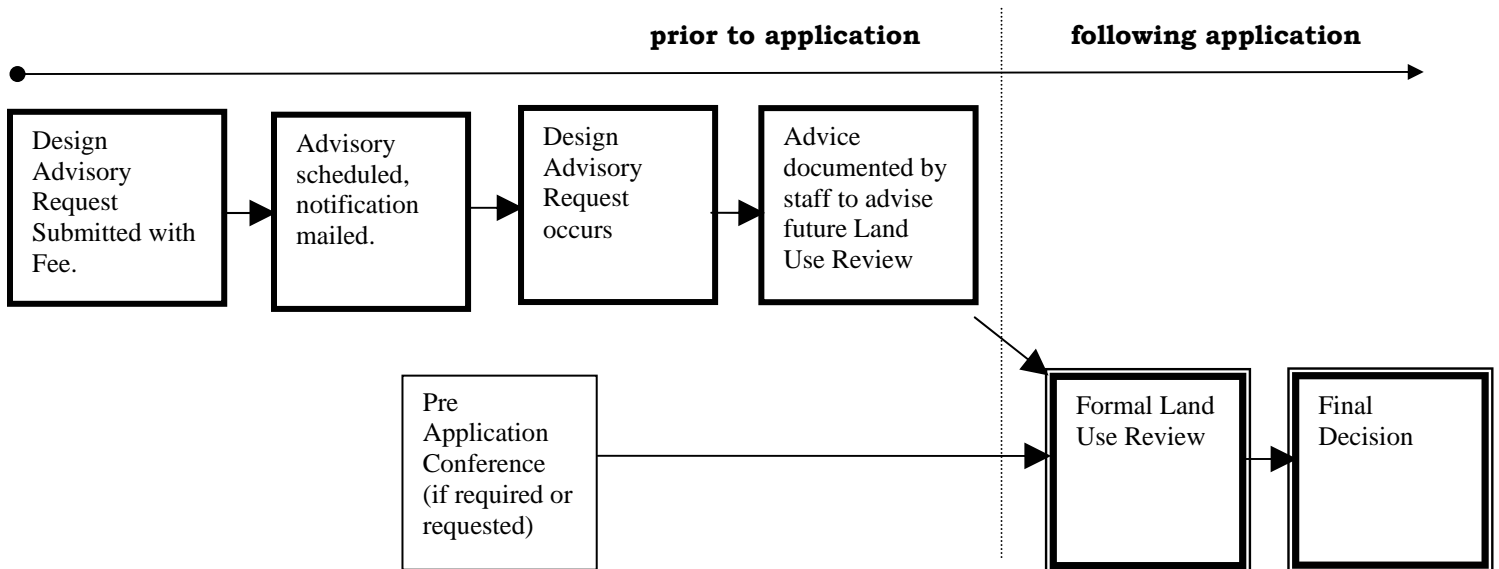 prior to application
following application
Design
Advisory
Request
Submitted with
Fee.
Advisory
scheduled,
notification
mailed.
Design
Advisory
Request
occurs
Advice
documented by
staff to advise
future Land
Use Review
Pre
Application
Conference
(if required or
requested)
Formal Land
Use Review
Final
Decision